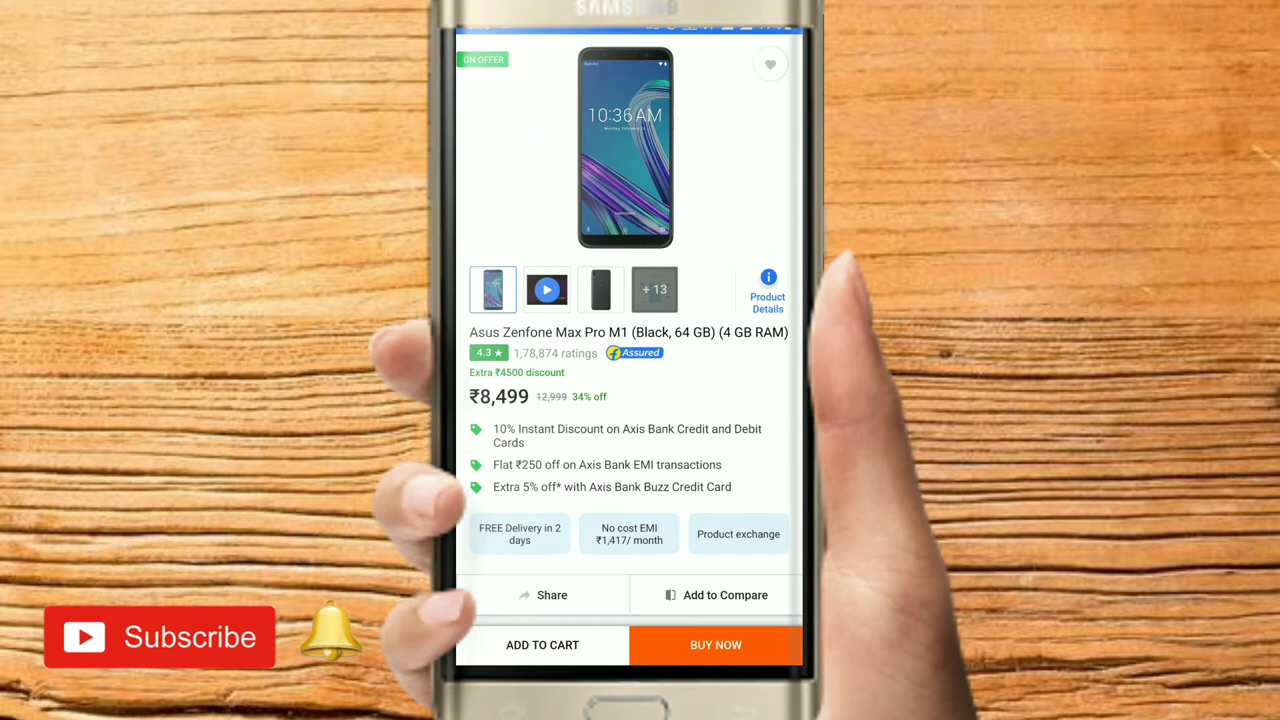 SAMSUNG
ON OFFER
10:36 AM
+ 13
Product
Details
Asus Zenfone Max Pro M1 (Black, 64 GB) (4 GB RAM)
4.3 ★ 1,78,874 ratings Assured
Extra ₹4500 discount
₹8,499 12,999 34% off
10% Instant Discount on Axis Bank Credit and Debit
Cards
Flat ₹250 off on Axis Bank EMI transactions
Extra 5% off* with Axis Bank Buzz Credit Card
FREE Delivery in 2
days
No cost EMI
₹1,417/ month
Product exchange
Share
Add to Compare
ADD TO CART
BUY NOW
Subscribe